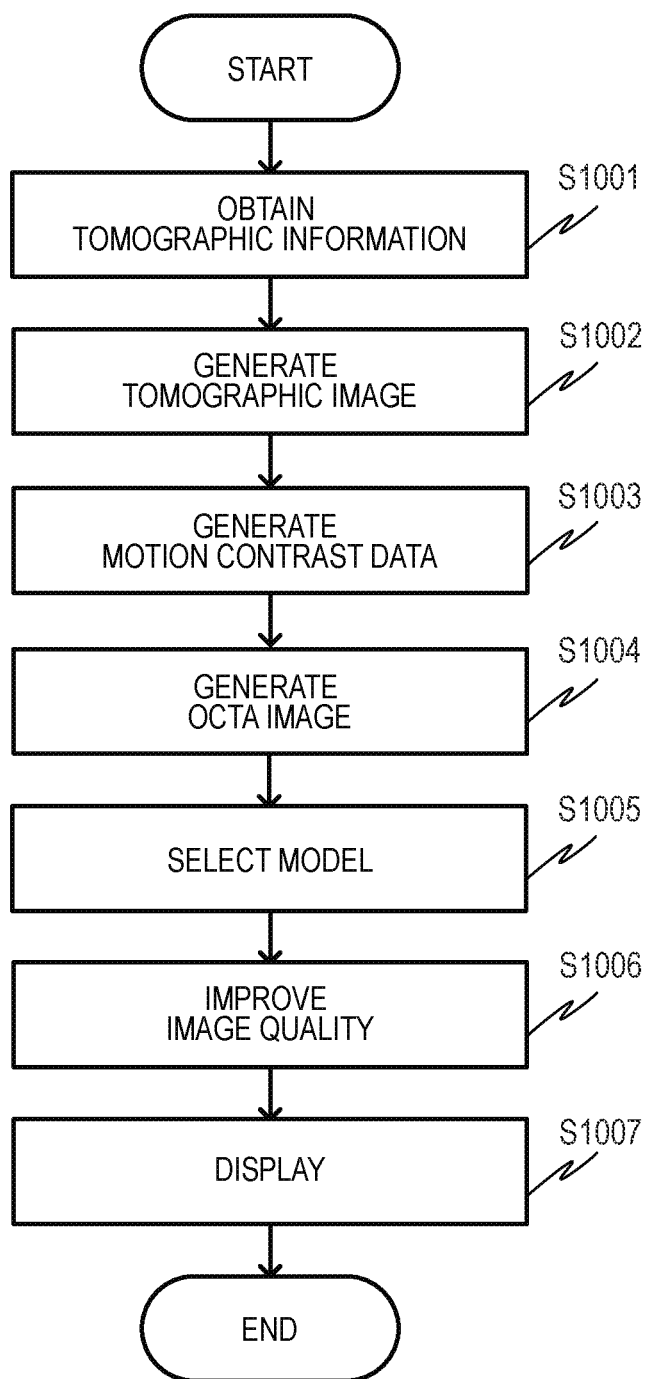 START
S1001
OBTAIN
TOMOGRAPHIC INFORMATION
S1002
GENERATE
TOMOGRAPHIC IMAGE
S1003
GENERATE
MOTION CONTRAST DATA
S1004
GENERATE
OCTA IMAGE
S1005
SELECT MODEL
S1006
IMPROVE
IMAGE QUALITY
S1007
DISPLAY
END